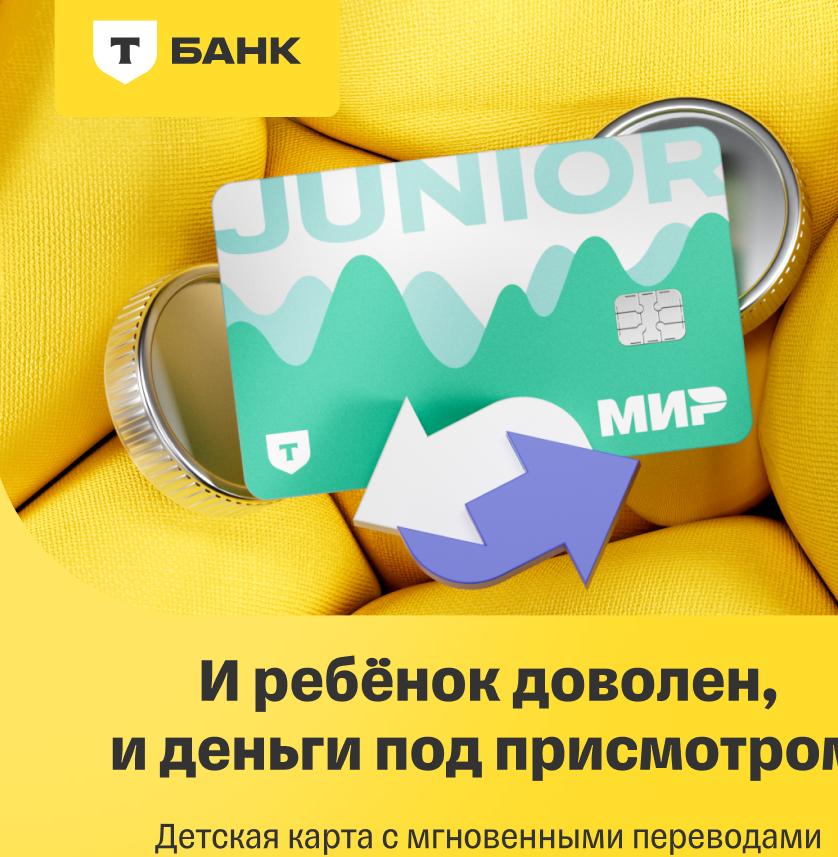 Т БАНК
JUNIOR
МИР
Т
И ребёнок доволен,
и деньги под присмотром
Детская карта с мгновенными переводами